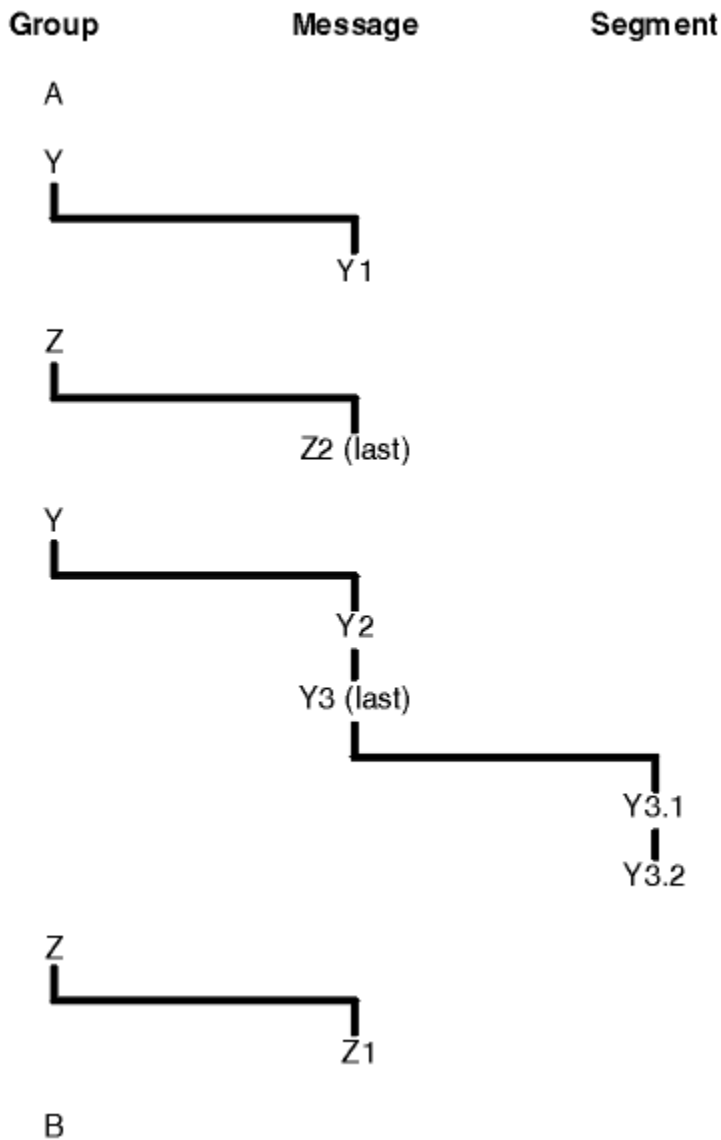 Group Message Segment
A
Y
Y1
Z
Z2 (last)
Y
Y2
Y3 (last)
Y3.1
Y3.2
Z
Z1
B